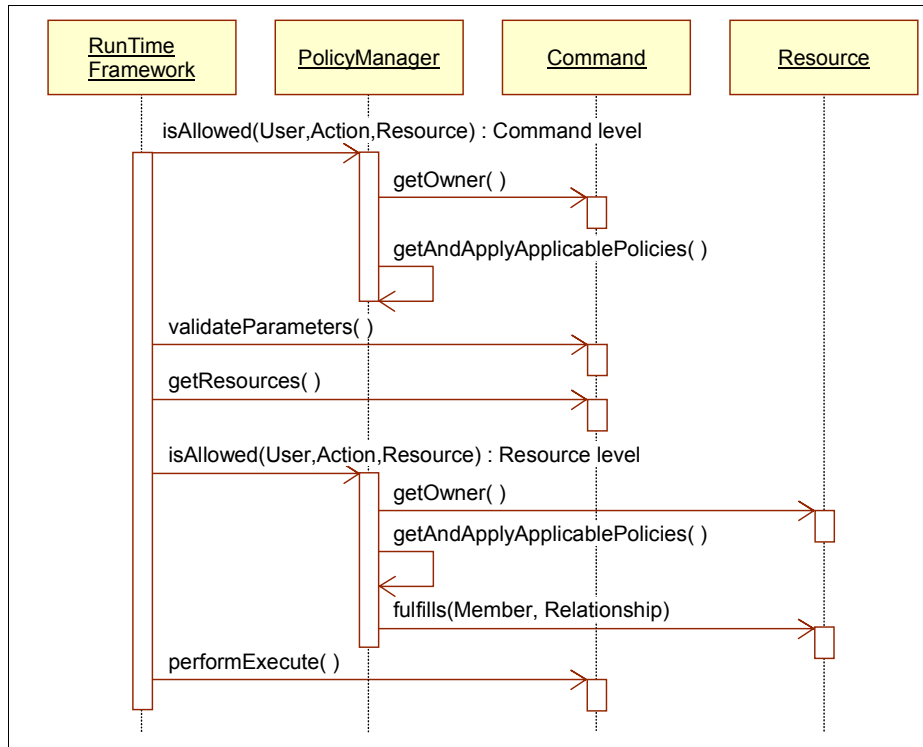 RunTime
Framework
PolicyManager
Command
Resource
isAllowed(User,Action,Resource) : Command level
getOwner( )
getAndApplyApplicablePolicies( )
validateParameters( )
getResources( )
isAllowed(User,Action,Resource) : Resource level
getOwner( )
getAndApplyApplicablePolicies( )
fulfills(Member, Relationship)
performExecute( )